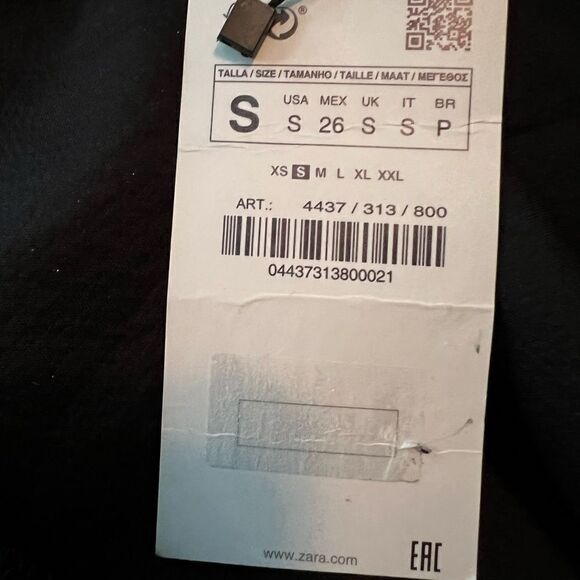 ®
TALLA / SIZE / TAMANHO / TAILLE / MAAT / ΜΕΓΕΘΟΣ
S
USA MEX UK IT BR
S 26 S S P
XS S M L XL XXL
ART.: 4437 / 313 / 800
04437313800021
www.zara.com
EAC